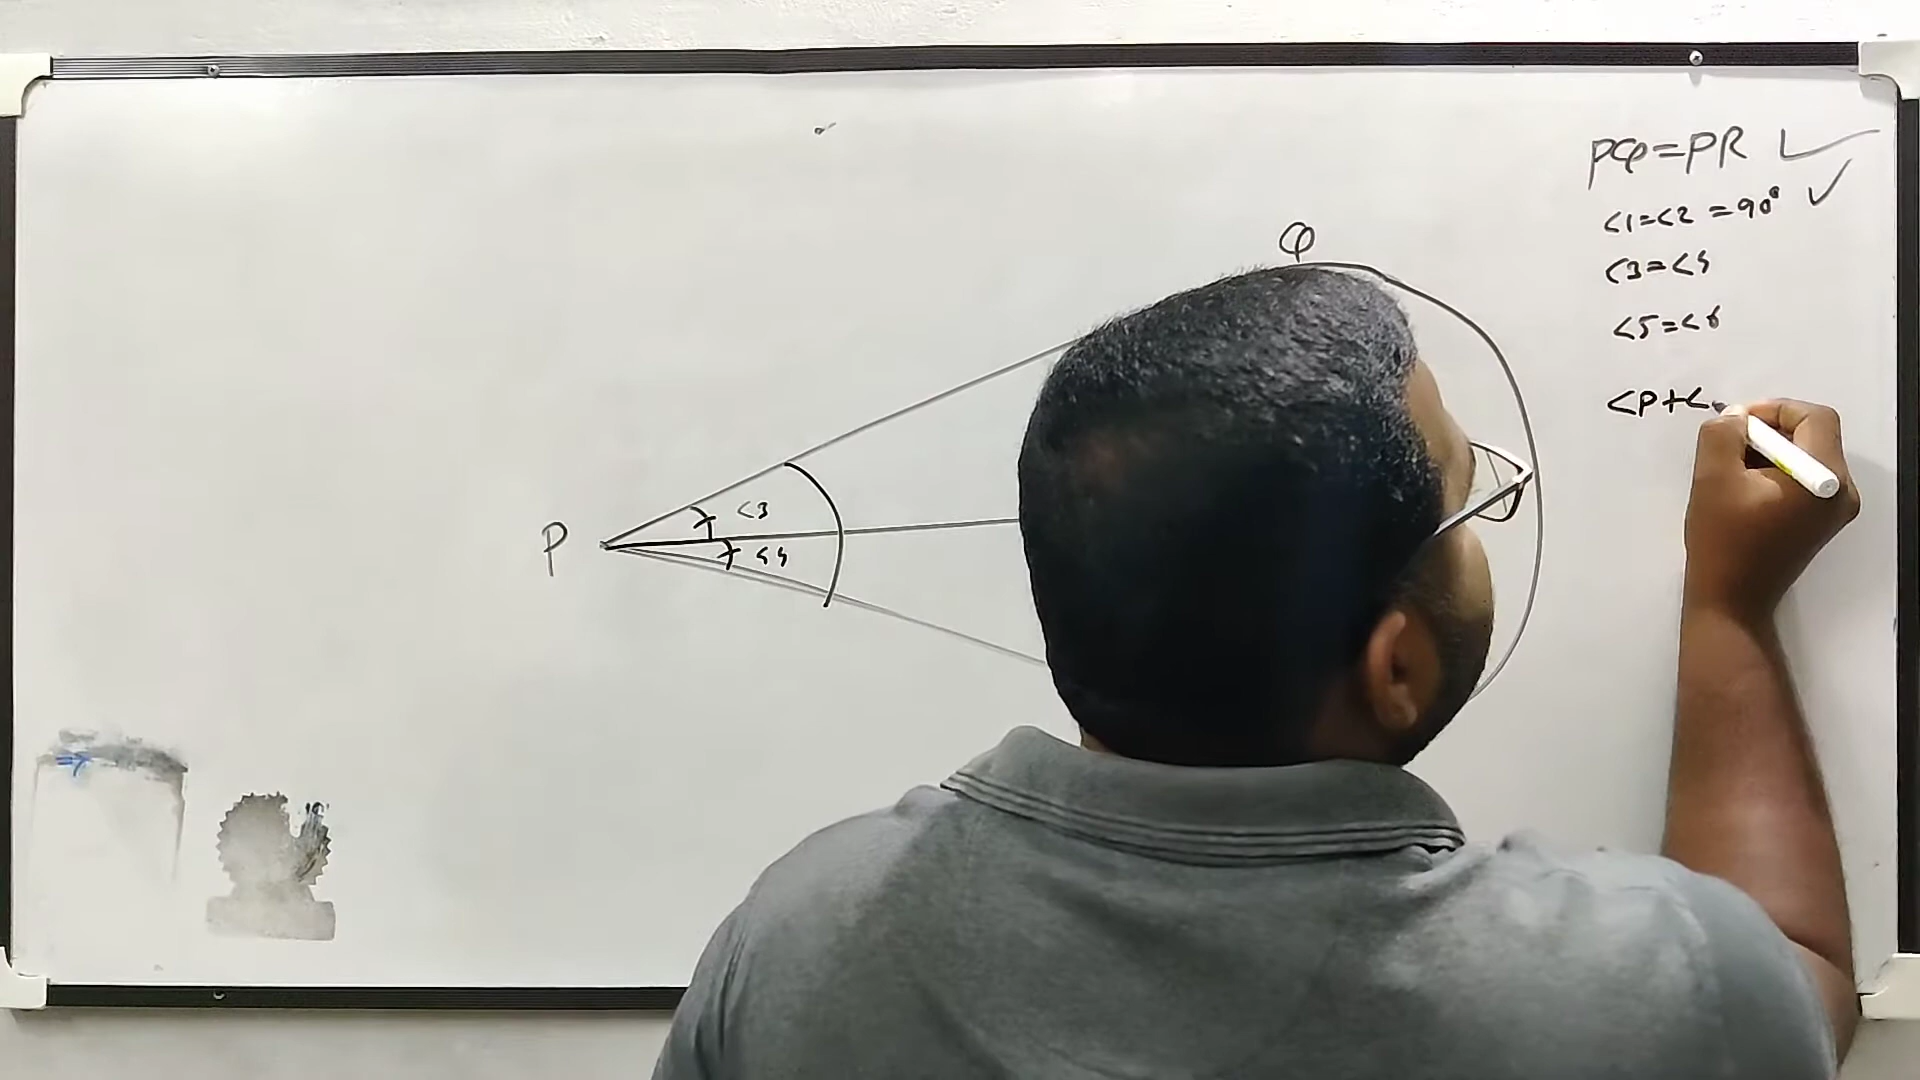 PQ=PR ✓
<1=<2 =90° ✓
<3=<4
<5=<6
<P+<
Q
<3
P
<4